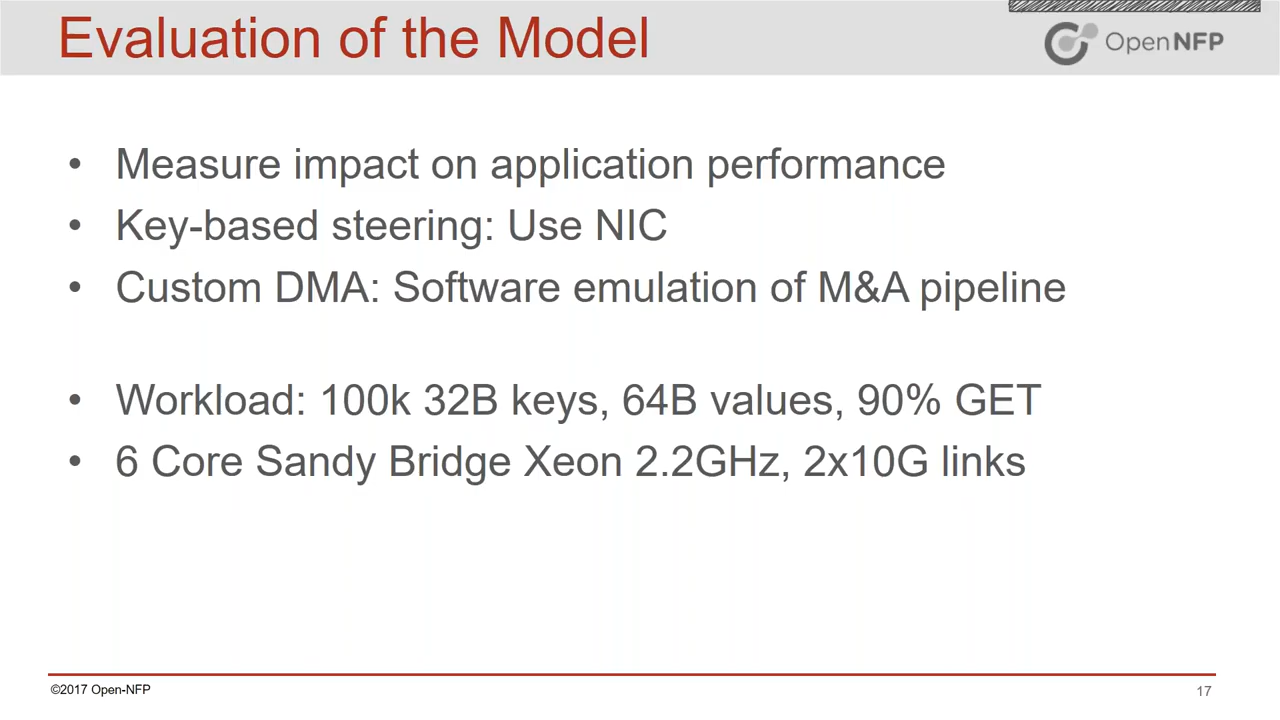 Evaluation of the Model
Open NFP
• Measure impact on application performance
• Key-based steering: Use NIC
• Custom DMA: Software emulation of M&A pipeline
• Workload: 100k 32B keys, 64B values, 90% GET
• 6 Core Sandy Bridge Xeon 2.2GHz, 2x10G links
©2017 Open-NFP
17